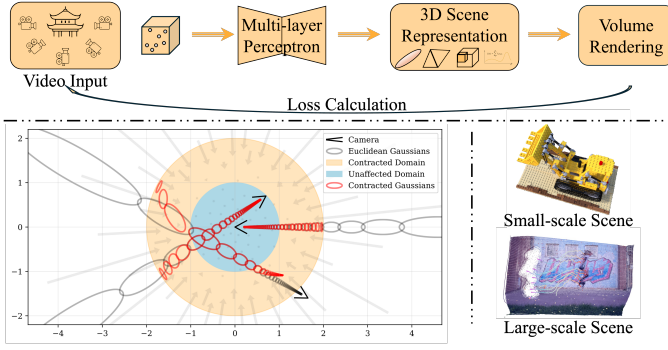 Video Input
Multi-layer
Perceptron
3D Scene
Representation
Volume
Rendering
Loss Calculation
2
1
0
−1
−2
−4
−3
−2
−1
0
1
2
3
4
Camera
Euclidean Gaussians
Contracted Domain
Unaffected Domain
Contracted Gaussians
Small-scale Scene
Large-scale Scene